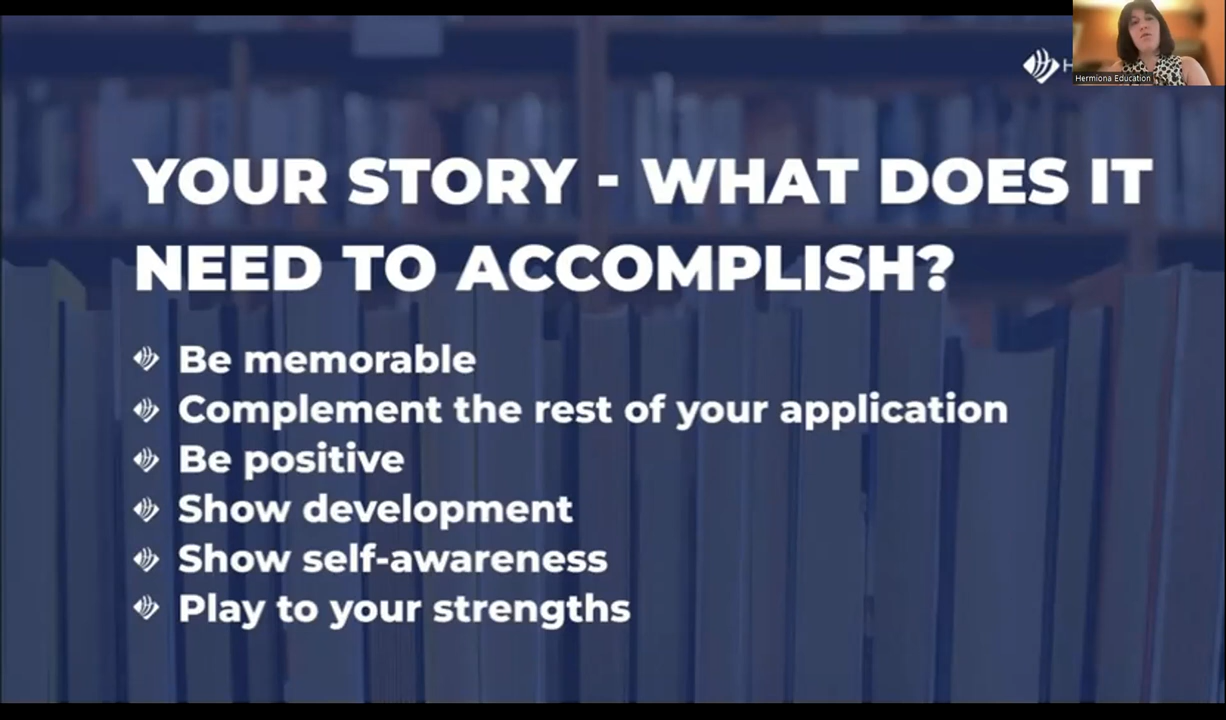 Hermiona Education
YOUR STORY - WHAT DOES IT
NEED TO ACCOMPLISH?
Be memorable
Complement the rest of your application
Be positive
Show development
Show self-awareness
Play to your strengths